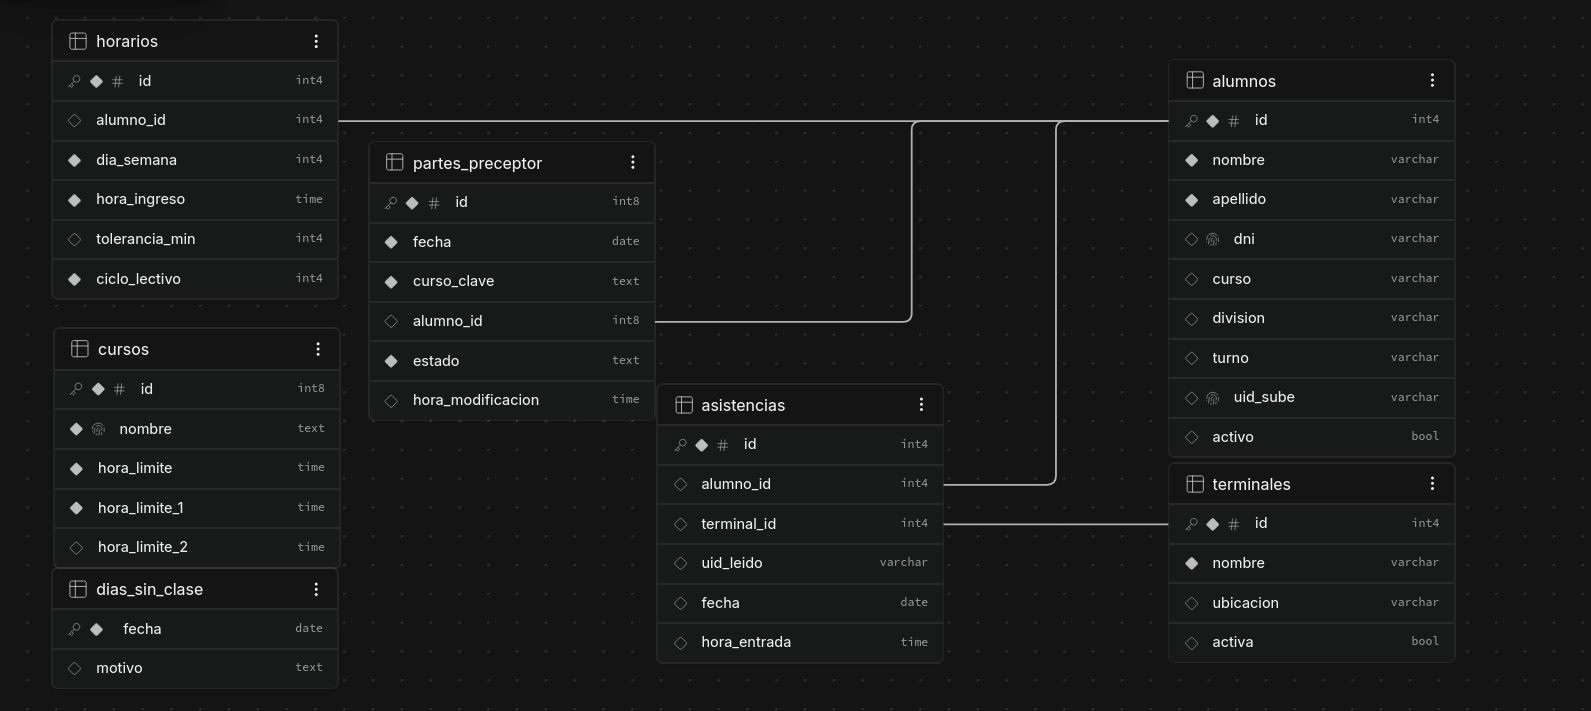 horarios
id int4
alumno_id int4
dia_semana int4
hora_ingreso time
tolerancia_min int4
ciclo_lectivo int4
cursos
id int8
nombre text
hora_limite time
hora_limite_1 time
hora_limite_2 time
dias_sin_clase
fecha date
motivo text
partes_preceptor
id int8
fecha date
curso_clave text
alumno_id int8
estado text
hora_modificacion time
asistencias
id int4
alumno_id int4
terminal_id int4
uid_leido varchar
fecha date
hora_entrada time
alumnos
id int4
nombre varchar
apellido varchar
dni varchar
curso varchar
division varchar
turno varchar
uid_sube varchar
activo bool
terminales
id int4
nombre varchar
ubicacion varchar
activa bool